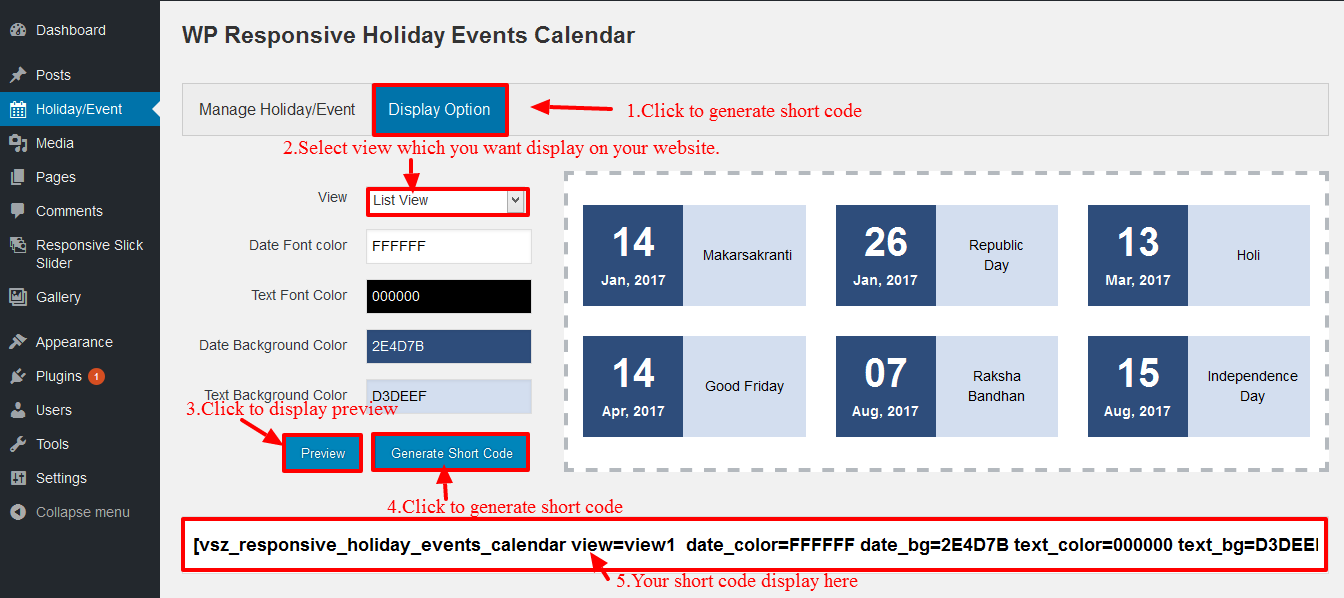 WP Responsive Holiday Events Calendar
Dashboard
Posts
Holiday/Event
Media
Pages
Comments
Responsive Slick
Slider
Gallery
Appearance
Plugins 1
Users
Tools
Settings
Collapse menu
Manage Holiday/Event
Display Option
1.Click to generate short code
2.Select view which you want display on your website.
View
List View
Date Font color
FFFFFF
Text Font Color
000000
Date Background Color
2E4D7B
Text Background Color
D3DEEF
3.Click to display preview
Preview
Generate Short Code
4.Click to generate short code
14
Jan, 2017
Makarsakranti
26
Jan, 2017
Republic
Day
13
Mar, 2017
Holi
14
Apr, 2017
Good Friday
07
Aug, 2017
Raksha
Bandhan
15
Aug, 2017
Independence
Day
[vsz_responsive_holiday_events_calendar view=view1  date_color=FFFFFF date_bg=2E4D7B text_color=000000 text_bg=D3DEE
5.Your short code display here